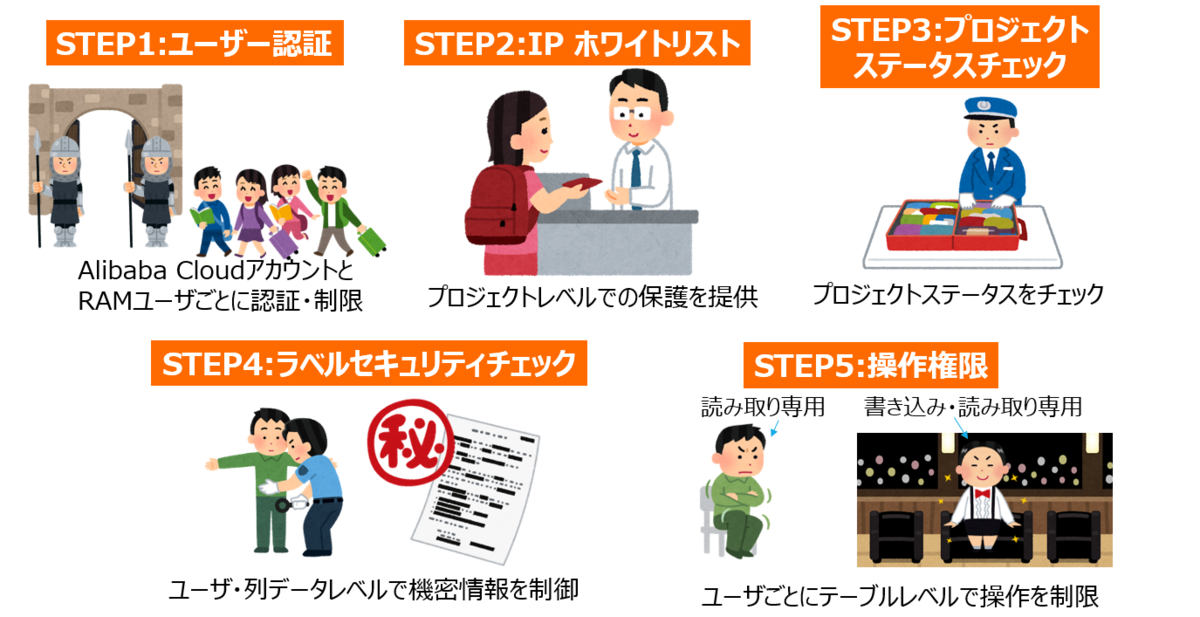 STEP1:ユーザー認証
STEP2:IP ホワイトリスト
STEP3:プロジェクト
ステータスチェック
Alibaba Cloudアカウントと
RAMユーザごとに認証・制限
プロジェクトレベルでの保護を提供
プロジェクトステータスをチェック
STEP4:ラベルセキュリティチェック
秘
ユーザ・列データレベルで機密情報を制御
STEP5:操作権限
読み取り専用
書き込み・読み取り専用
ユーザごとにテーブルレベルで操作を制限